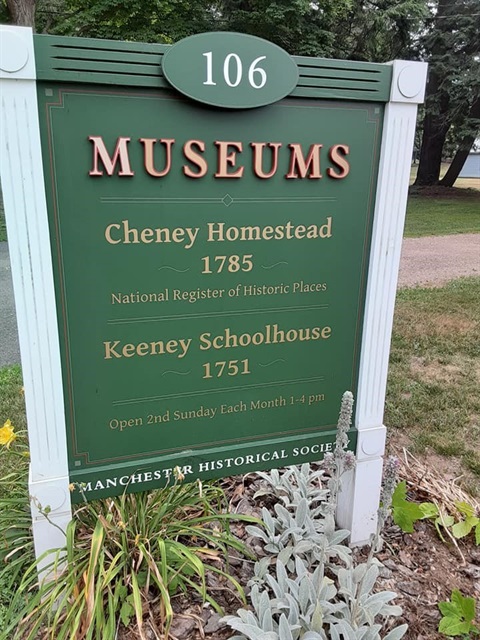 106
MUSEUMS
Cheney Homestead
1785
National Register of Historic Places
Keeney Schoolhouse
1751
Open 2nd Sunday Each Month 1-4 pm
MANCHESTER HISTORICAL SOCIETY